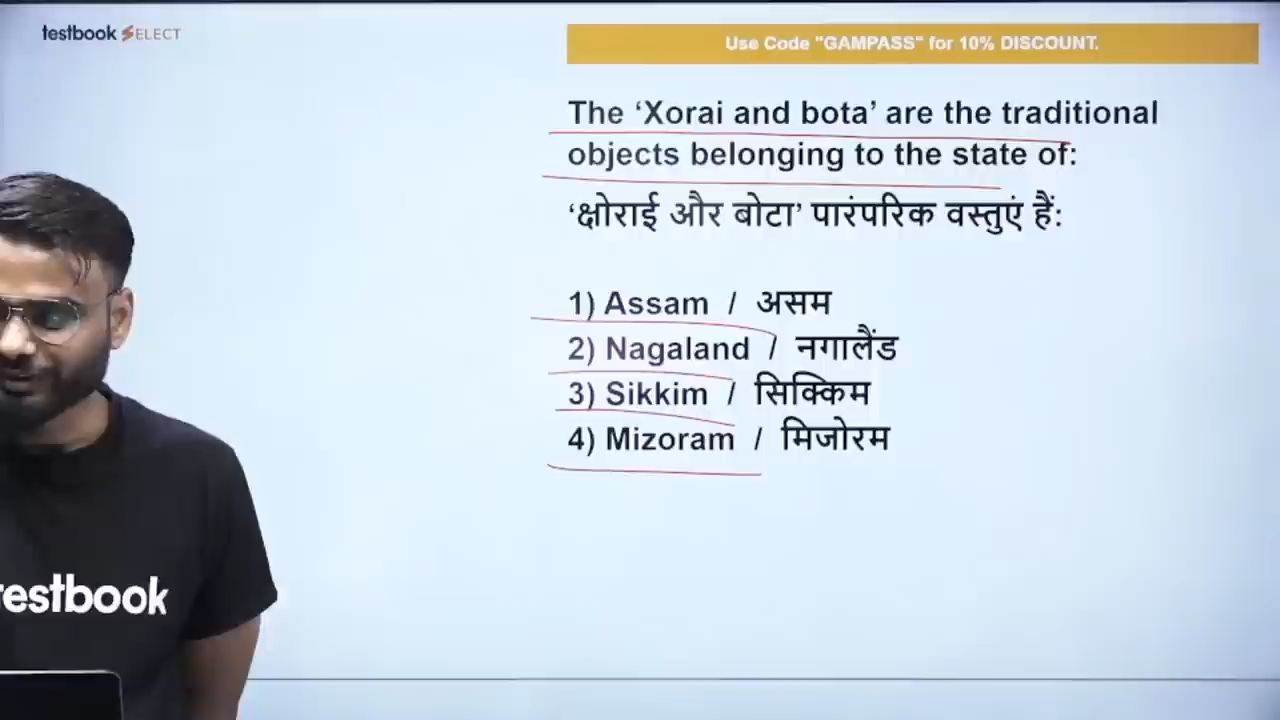 testbook SELECT
Use Code "GAMPASS" for 10% DISCOUNT.
The ‘Xorai and bota’ are the traditional
objects belonging to the state of:
‘क्षोराई और बोटा’ पारंपरिक वस्तुएं हैं:
1) Assam / असम
2) Nagaland / नगालैंड
3) Sikkim / सिक्किम
4) Mizoram / मिजोरम
testbook